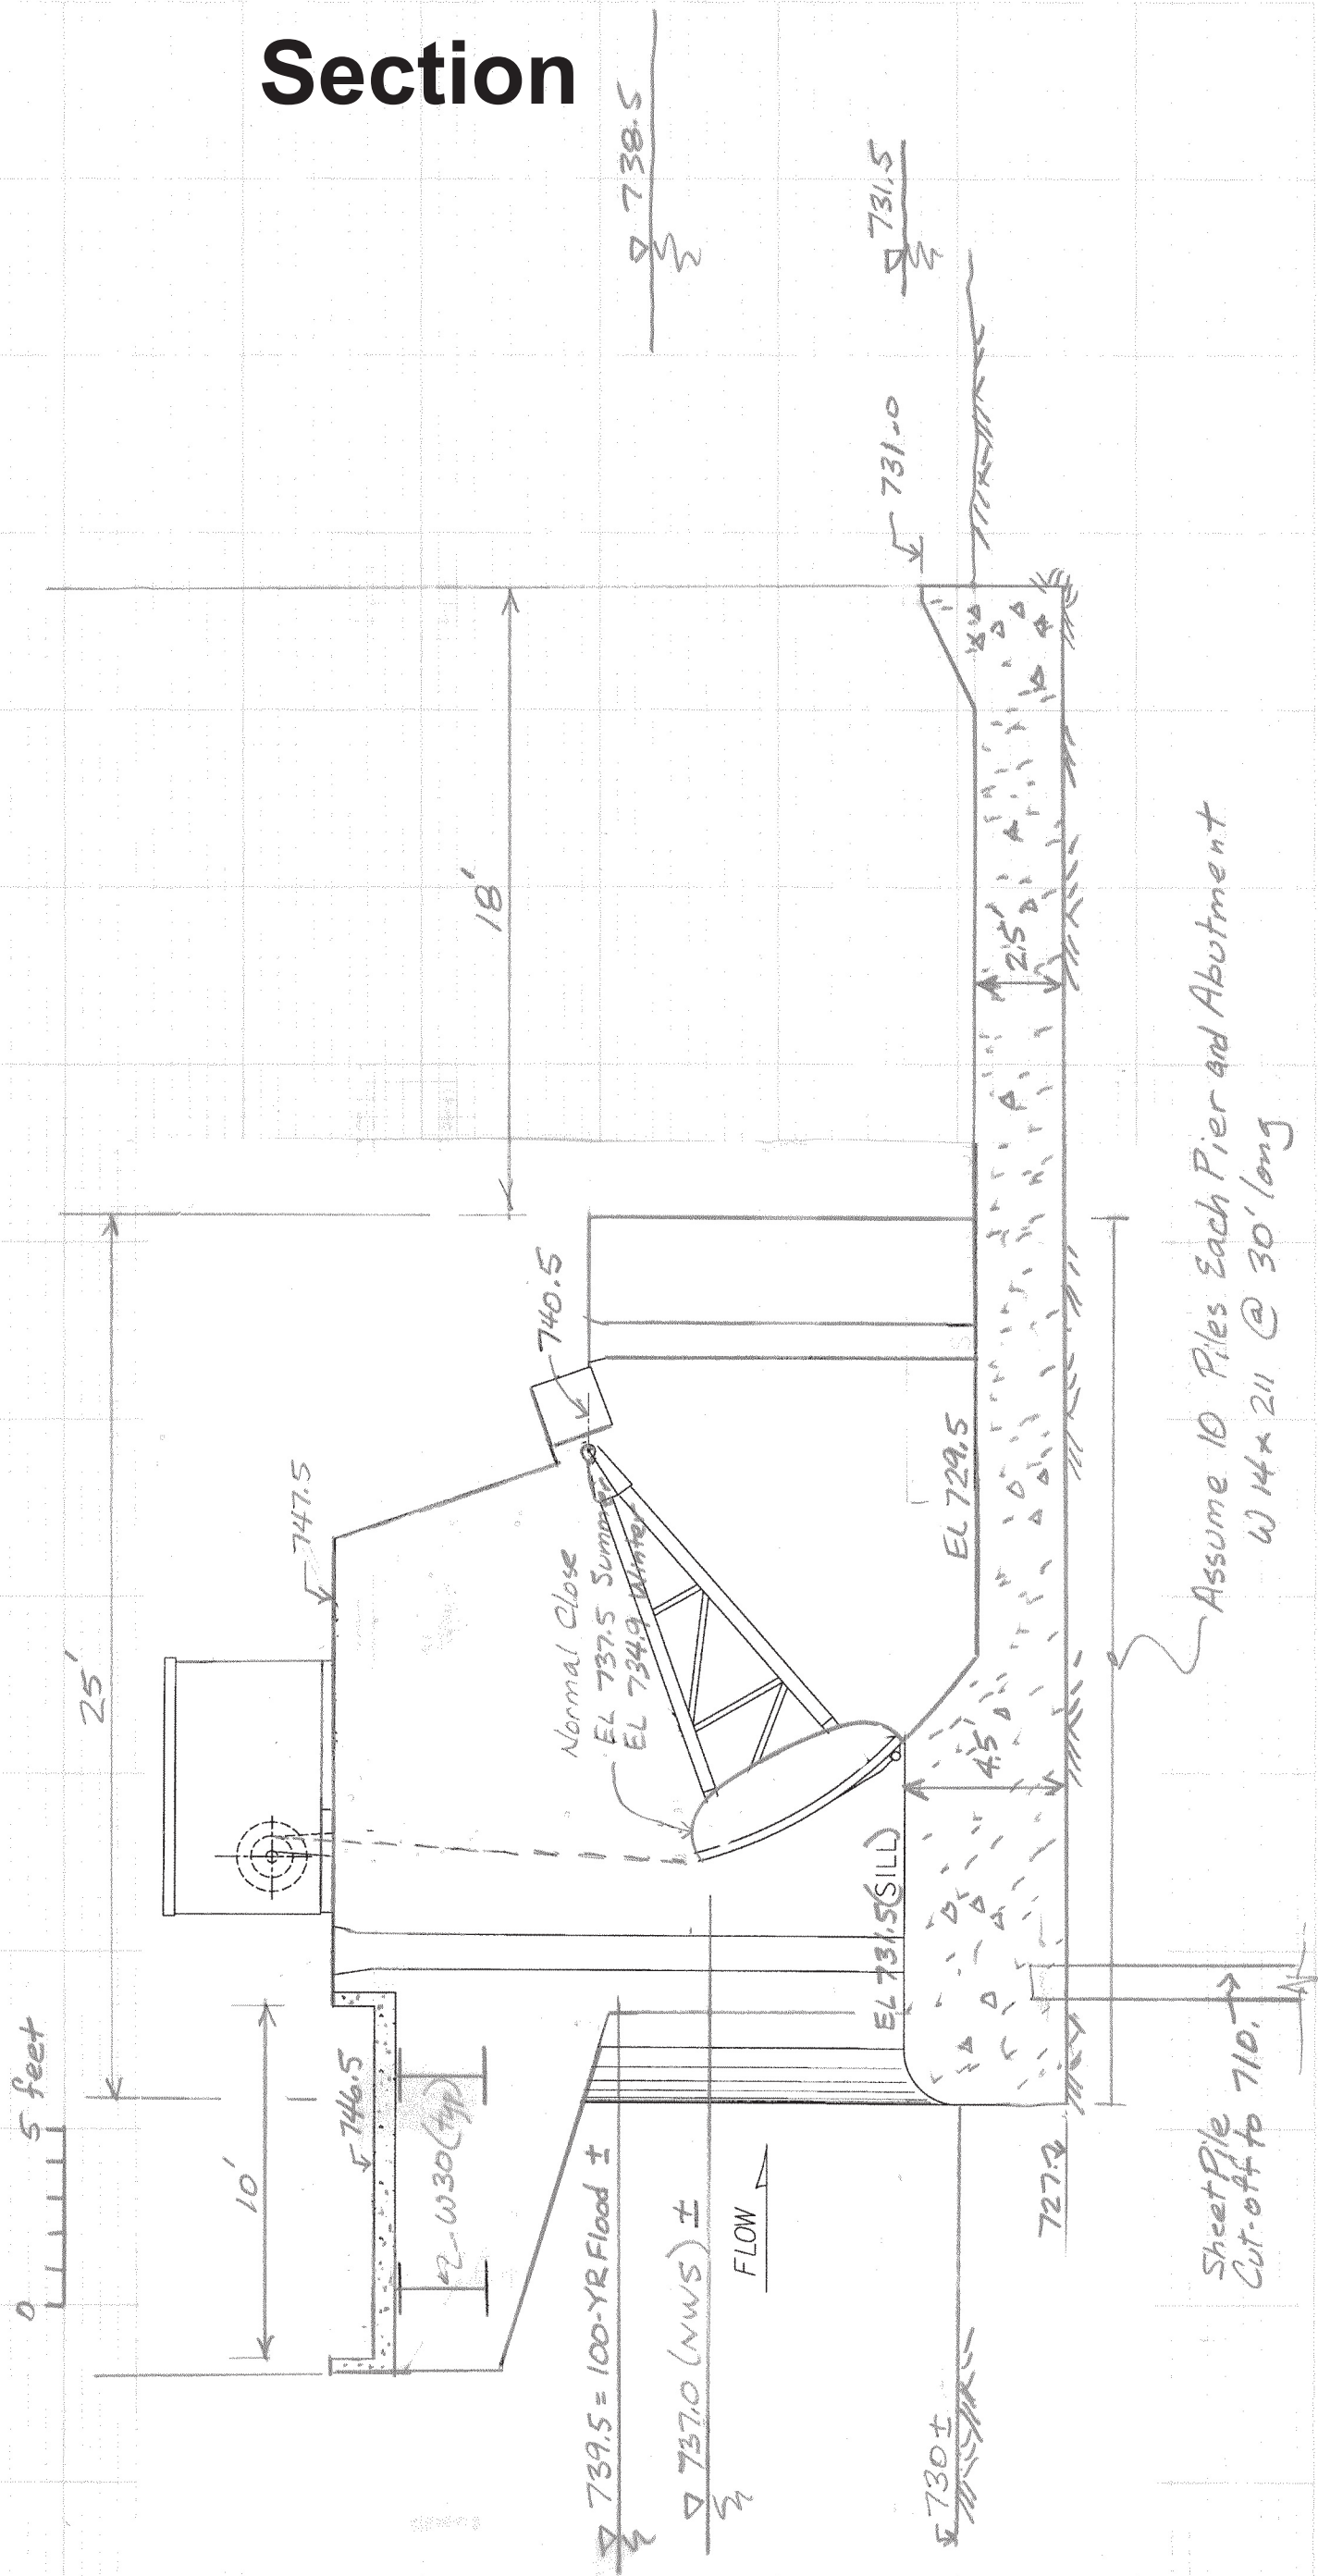 Section
738.5
731.5
731.0
18'
2.5'
25'
740.5
747.5
Normal Close
EL 737.5 Summer
EL 734.9 Winter
EL 729.5
4.5'
EL 731.5 (SILL)
Assume 10 Piles Each Pier and Abutment
W 14 x 211 @ 30' long
0 5 feet
10'
746.5
2-W30 (typ)
739.5 = 100-YR Flood ±
737.0 (NWS) ±
FLOW
730 ±
Sheet Pile
Cut-off to 710.